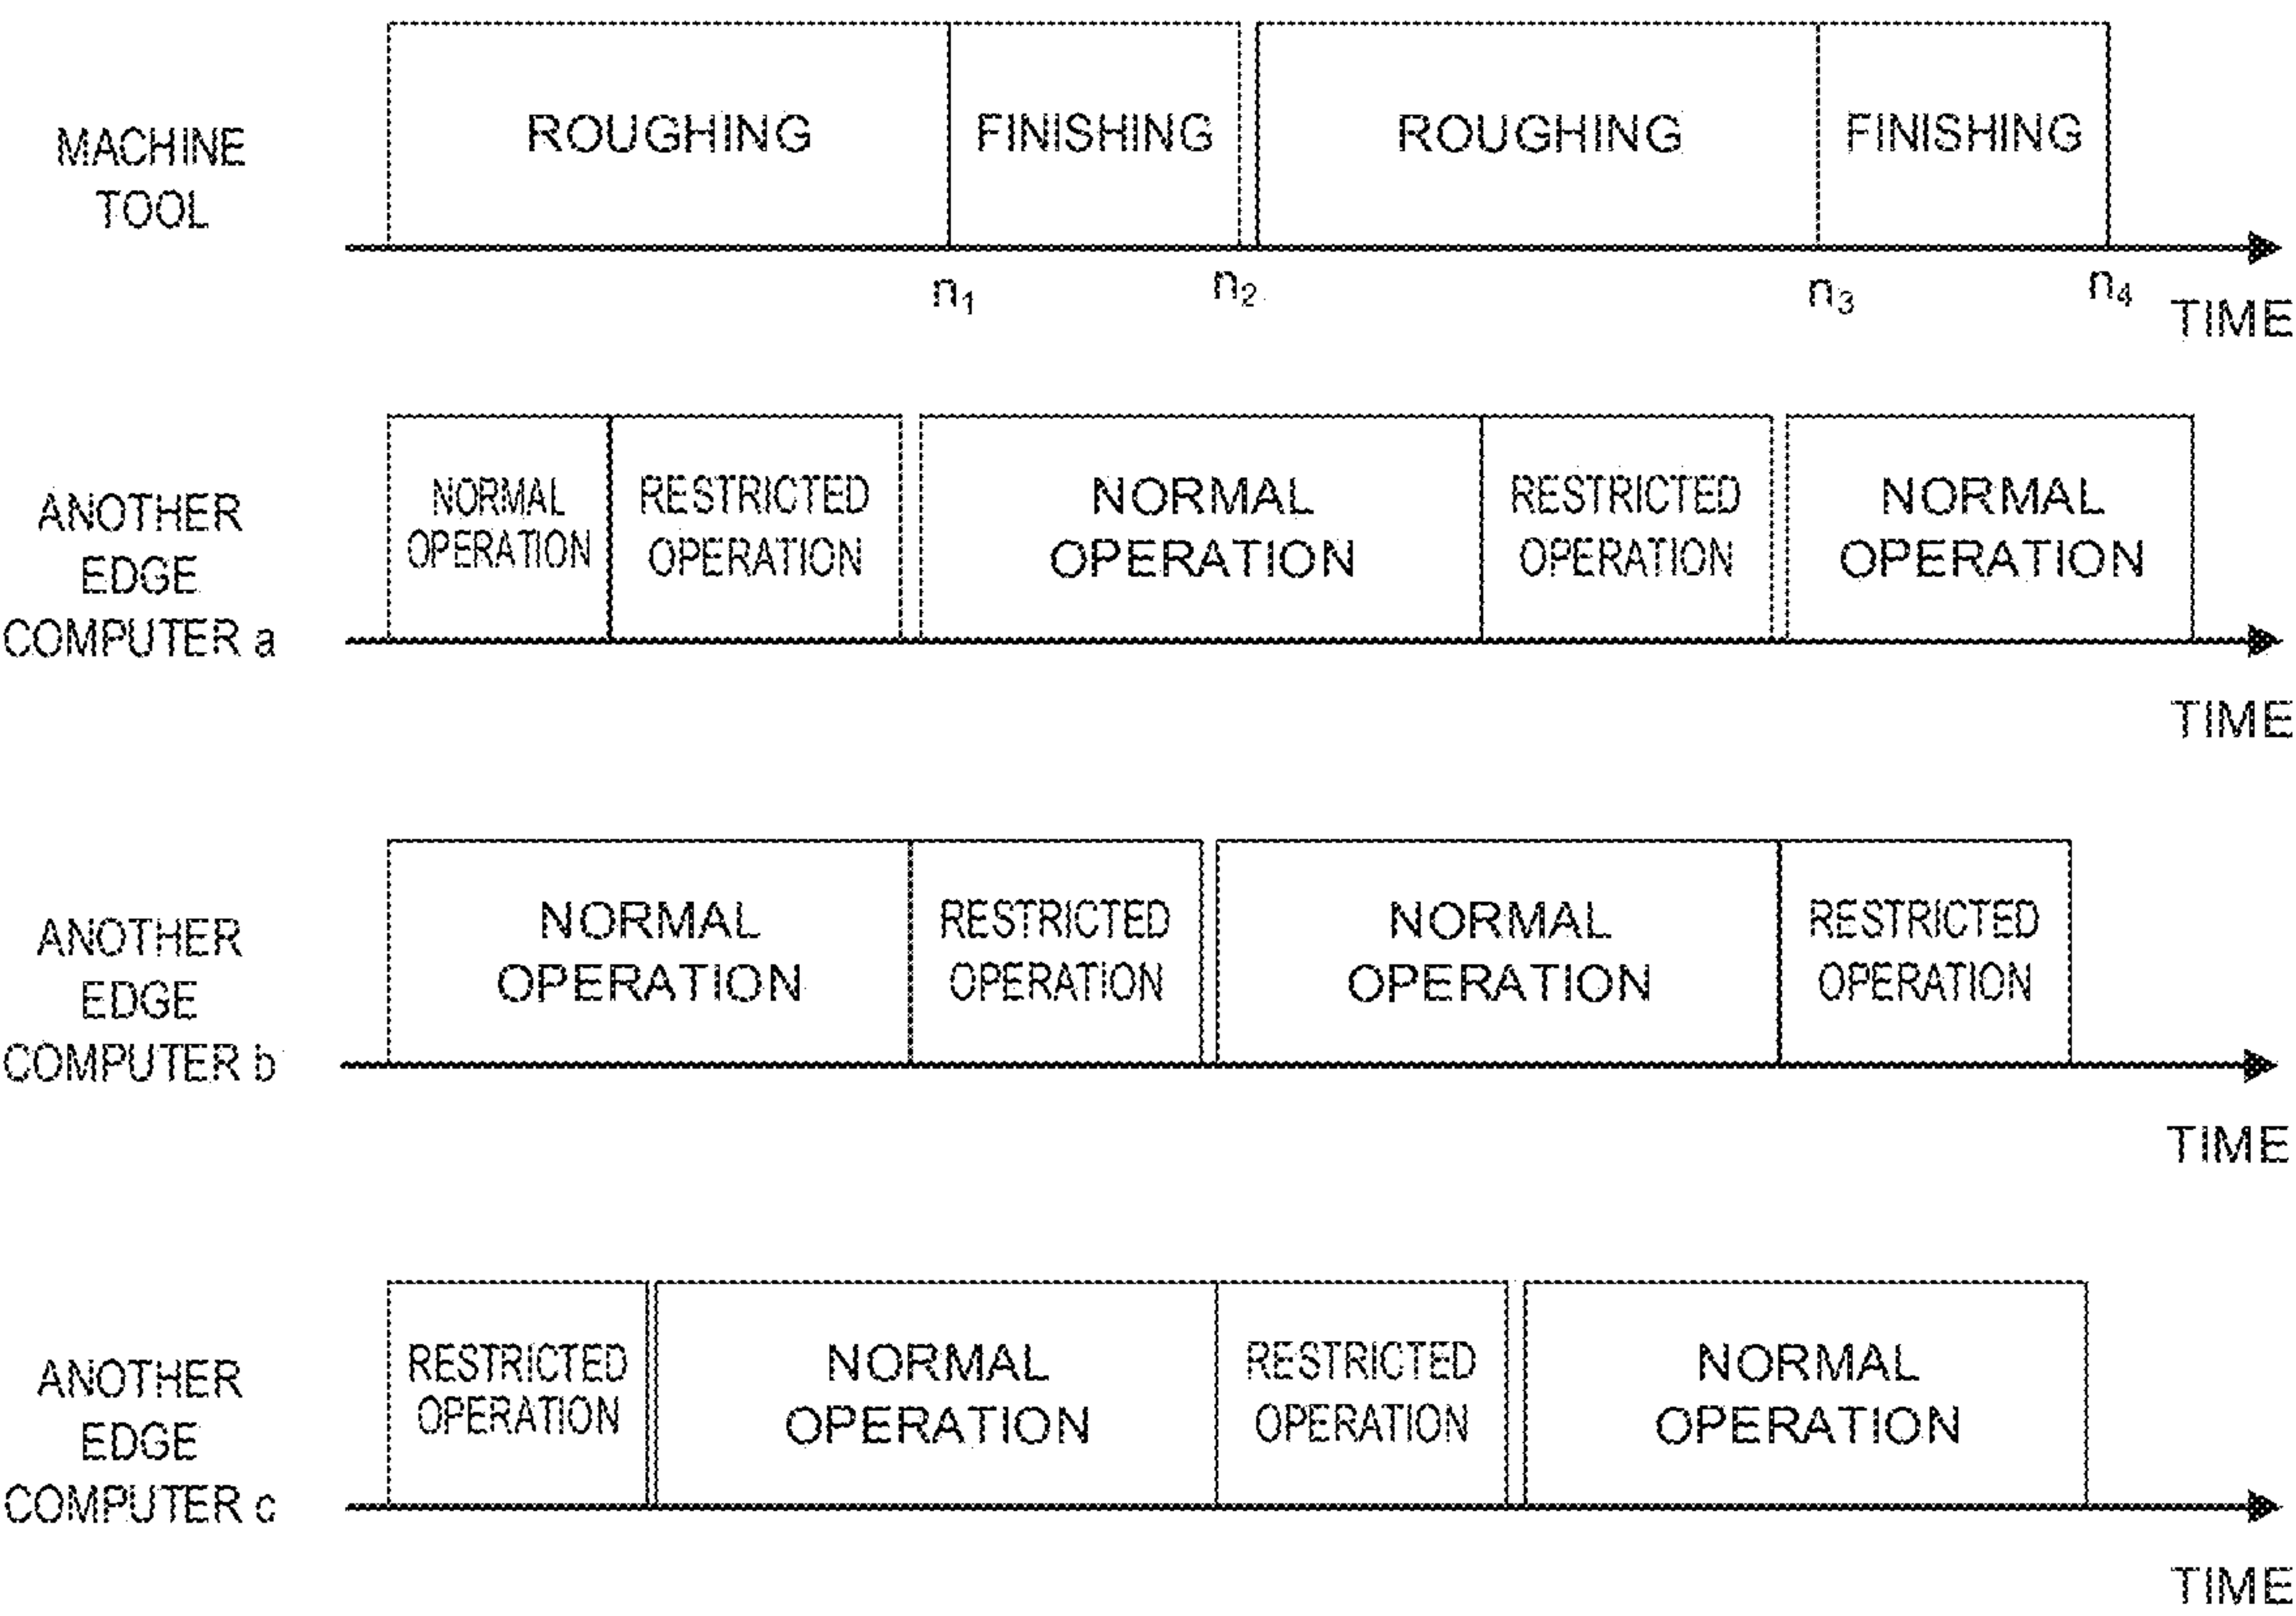 MACHINE
TOOL
ROUGHING
FINISHING
ROUGHING
FINISHING
n1
n2
n3
n4
TIME
ANOTHER
EDGE
COMPUTER a
NORMAL
OPERATION
RESTRICTED
OPERATION
NORMAL
OPERATION
RESTRICTED
OPERATION
NORMAL
OPERATION
TIME
ANOTHER
EDGE
COMPUTER b
NORMAL
OPERATION
RESTRICTED
OPERATION
NORMAL
OPERATION
RESTRICTED
OPERATION
TIME
ANOTHER
EDGE
COMPUTER c
RESTRICTED
OPERATION
NORMAL
OPERATION
RESTRICTED
OPERATION
NORMAL
OPERATION
TIME